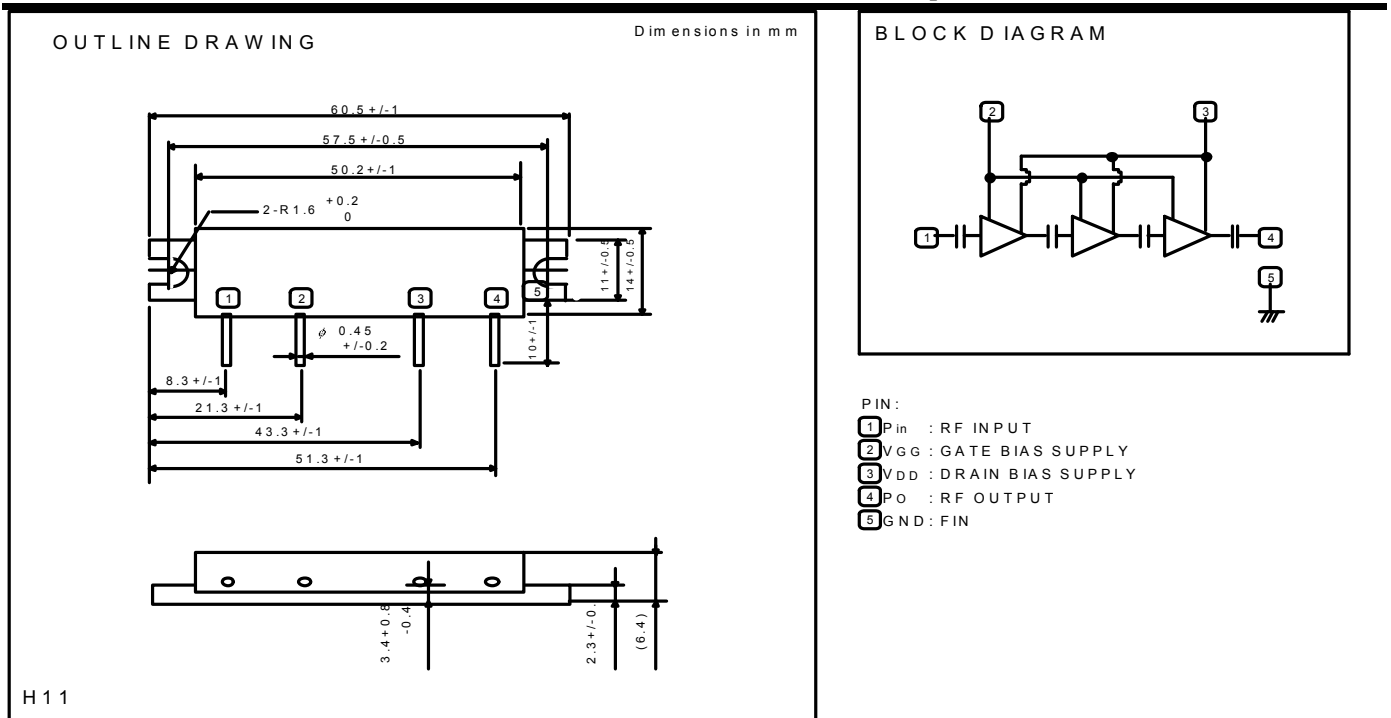 OUTLINE DRAWING
Dimensions in mm
60.5+/-1
57.5+/-0.5
50.2+/-1
2-R1.6 +0.2
0
1
2
3
4
5
11+/-0.5
14+/-0.5
10+/-1
ϕ 0.45
+/-0.2
8.3+/-1
21.3+/-1
43.3+/-1
51.3+/-1
3.4+0.8
-0.4
2.3+/-0.
(6.4)
H11
BLOCK DIAGRAM
2
3
1
4
5
PIN:
1 Pin : RF INPUT
2 VGG : GATE BIAS SUPPLY
3 VDD : DRAIN BIAS SUPPLY
4 PO : RF OUTPUT
5 GND: FIN